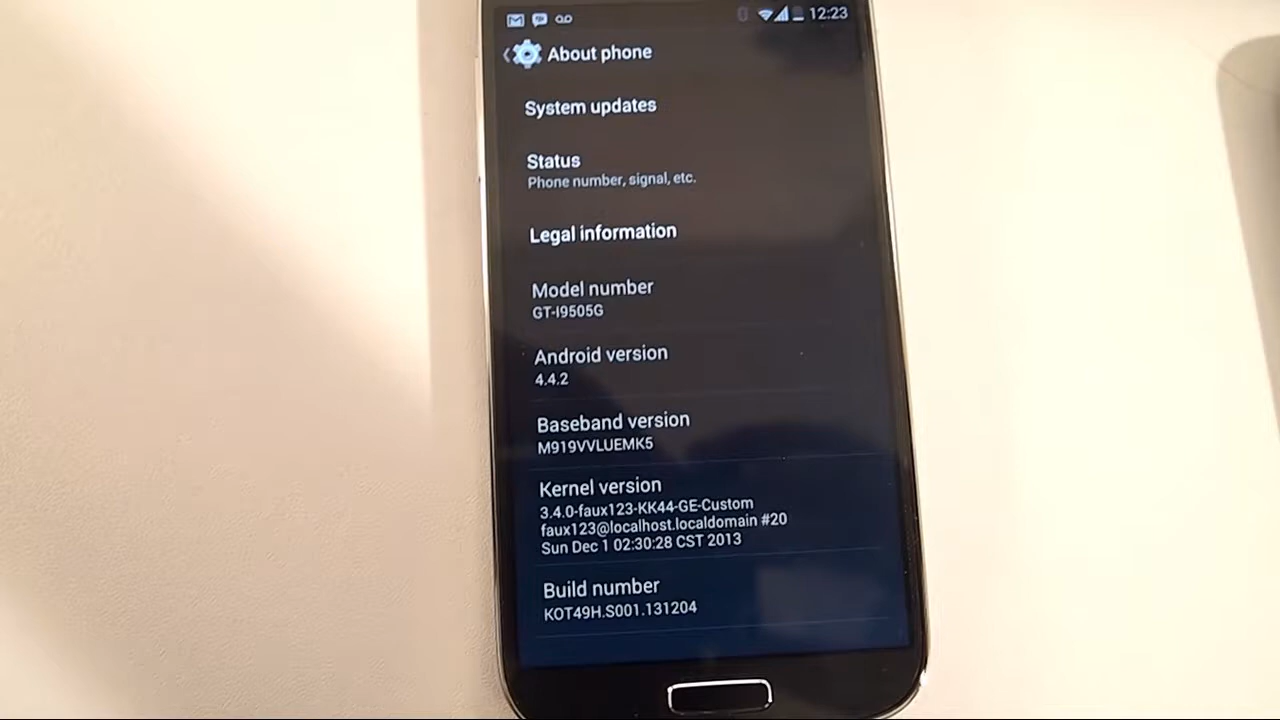 12:23
About phone
System updates
Status
Phone number, signal, etc.
Legal information
Model number
GT-I9505G
Android version
4.4.2
Baseband version
M919VVLUEMK5
Kernel version
3.4.0-faux123-KK44-GE-Custom
faux123@localhost.localdomain #20
Sun Dec 1 02:30:28 CST 2013
Build number
KOT49H.S001.131204